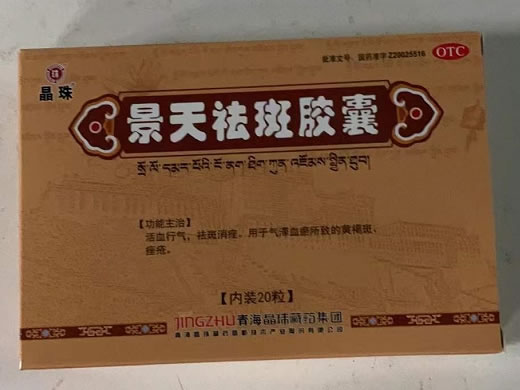 批准文号：国药准字Z20025516
OTC
晶珠
景天祛斑胶囊
【功能主治】
活血行气，祛斑消痤。用于气滞血瘀所致的黄褐斑、
痤疮。
【内装20粒】
JINGZHU 青海晶珠藏药集团